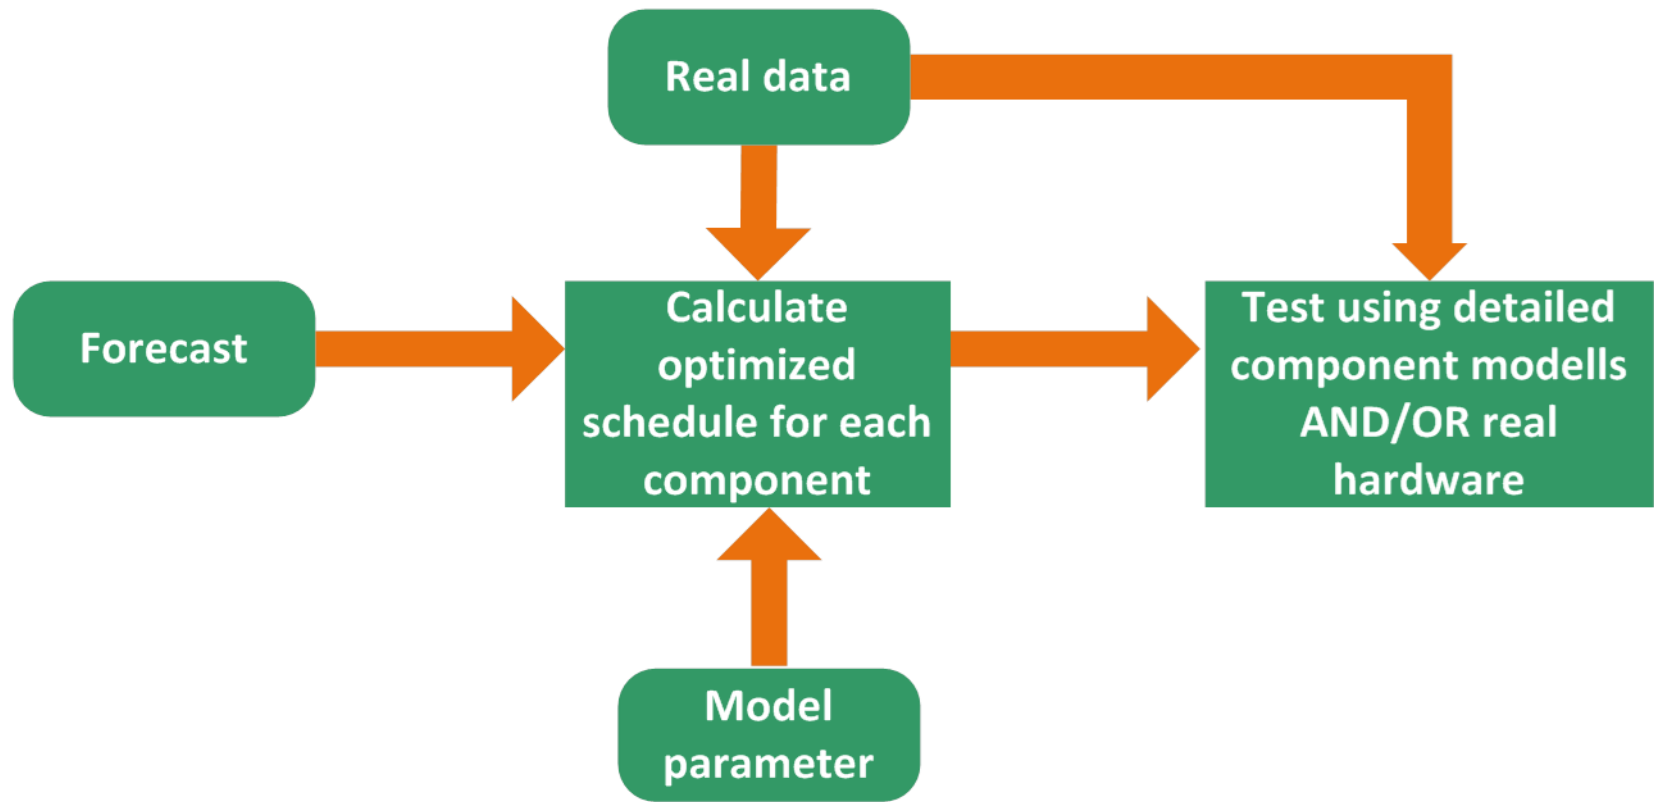 Real data
Forecast
Calculate
optimized
schedule for each
component
Test using detailed
component modells
AND/OR real
hardware
Model
parameter